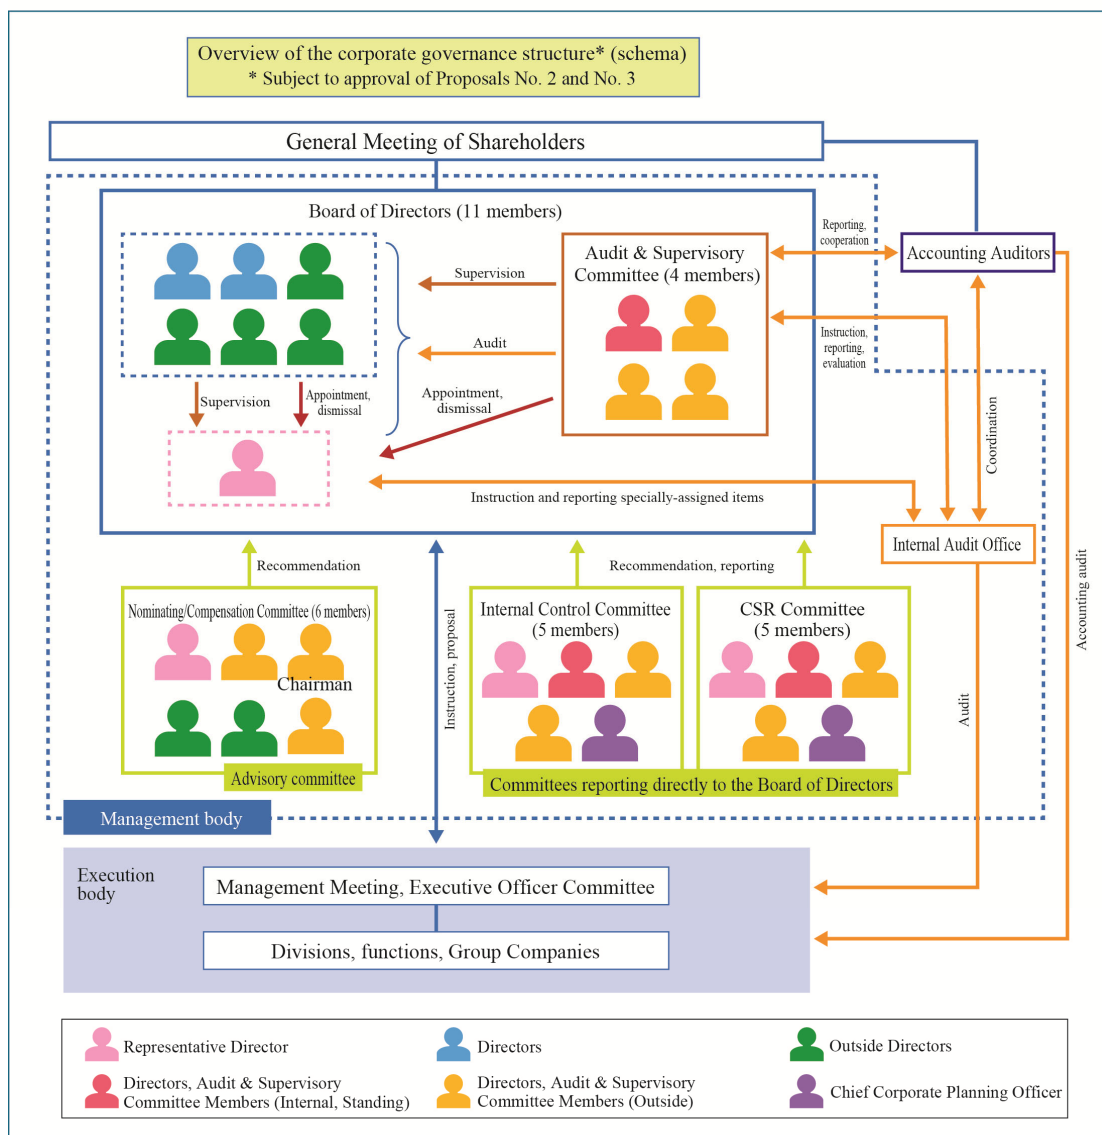 Overview of the corporate governance structure* (schema)
* Subject to approval of Proposals No. 2 and No. 3
General Meeting of Shareholders
Board of Directors (11 members)
Audit & Supervisory
Committee (4 members)
Supervision
Audit
Appointment,
dismissal
Supervision
Appointment,
dismissal
Instruction and reporting specially-assigned items
Reporting,
cooperation
Accounting Auditors
Instruction,
reporting,
evaluation
Coordination
Internal Audit Office
Accounting audit
Audit
Recommendation
Nominating/Compensation Committee (6 members)
Chairman
Advisory committee
Instruction, proposal
Recommendation, reporting
Internal Control Committee
(5 members)
CSR Committee
(5 members)
Committees reporting directly to the Board of Directors
Management body
Execution
body
Management Meeting, Executive Officer Committee
Divisions, functions, Group Companies
Representative Director
Directors
Outside Directors
Directors, Audit & Supervisory
Committee Members (Internal, Standing)
Directors, Audit & Supervisory
Committee Members (Outside)
Chief Corporate Planning Officer